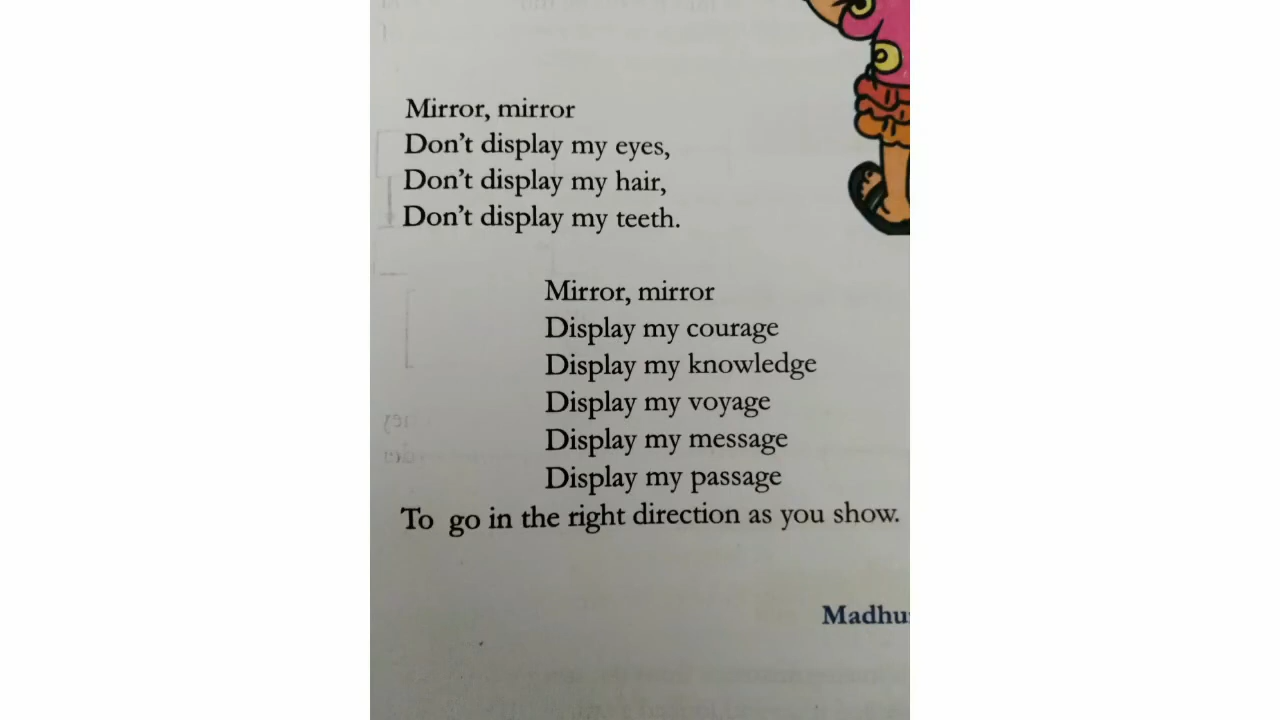 Mirror, mirror
Don't display my eyes,
Don't display my hair,
Don't display my teeth.
Mirror, mirror
Display my courage
Display my knowledge
Display my voyage
Display my message
Display my passage
To go in the right direction as you show.